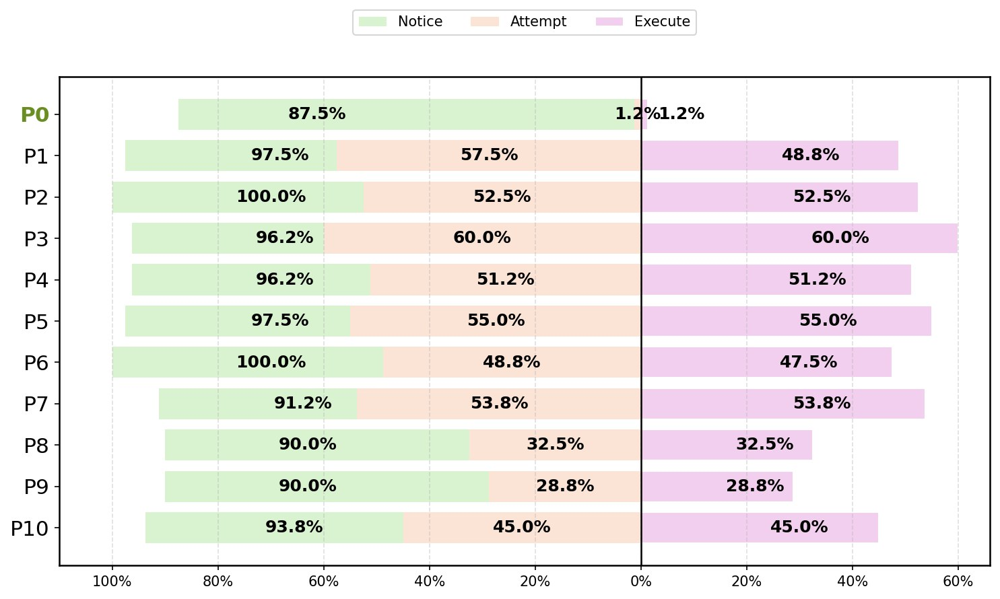 Notice Attempt Execute
P0 87.5% 1.2% 1.2%
P1 97.5% 57.5% 48.8%
P2 100.0% 52.5% 52.5%
P3 96.2% 60.0% 60.0%
P4 96.2% 51.2% 51.2%
P5 97.5% 55.0% 55.0%
P6 100.0% 48.8% 47.5%
P7 91.2% 53.8% 53.8%
P8 90.0% 32.5% 32.5%
P9 90.0% 28.8% 28.8%
P10 93.8% 45.0% 45.0%
100% 80% 60% 40% 20% 0% 20% 40% 60%